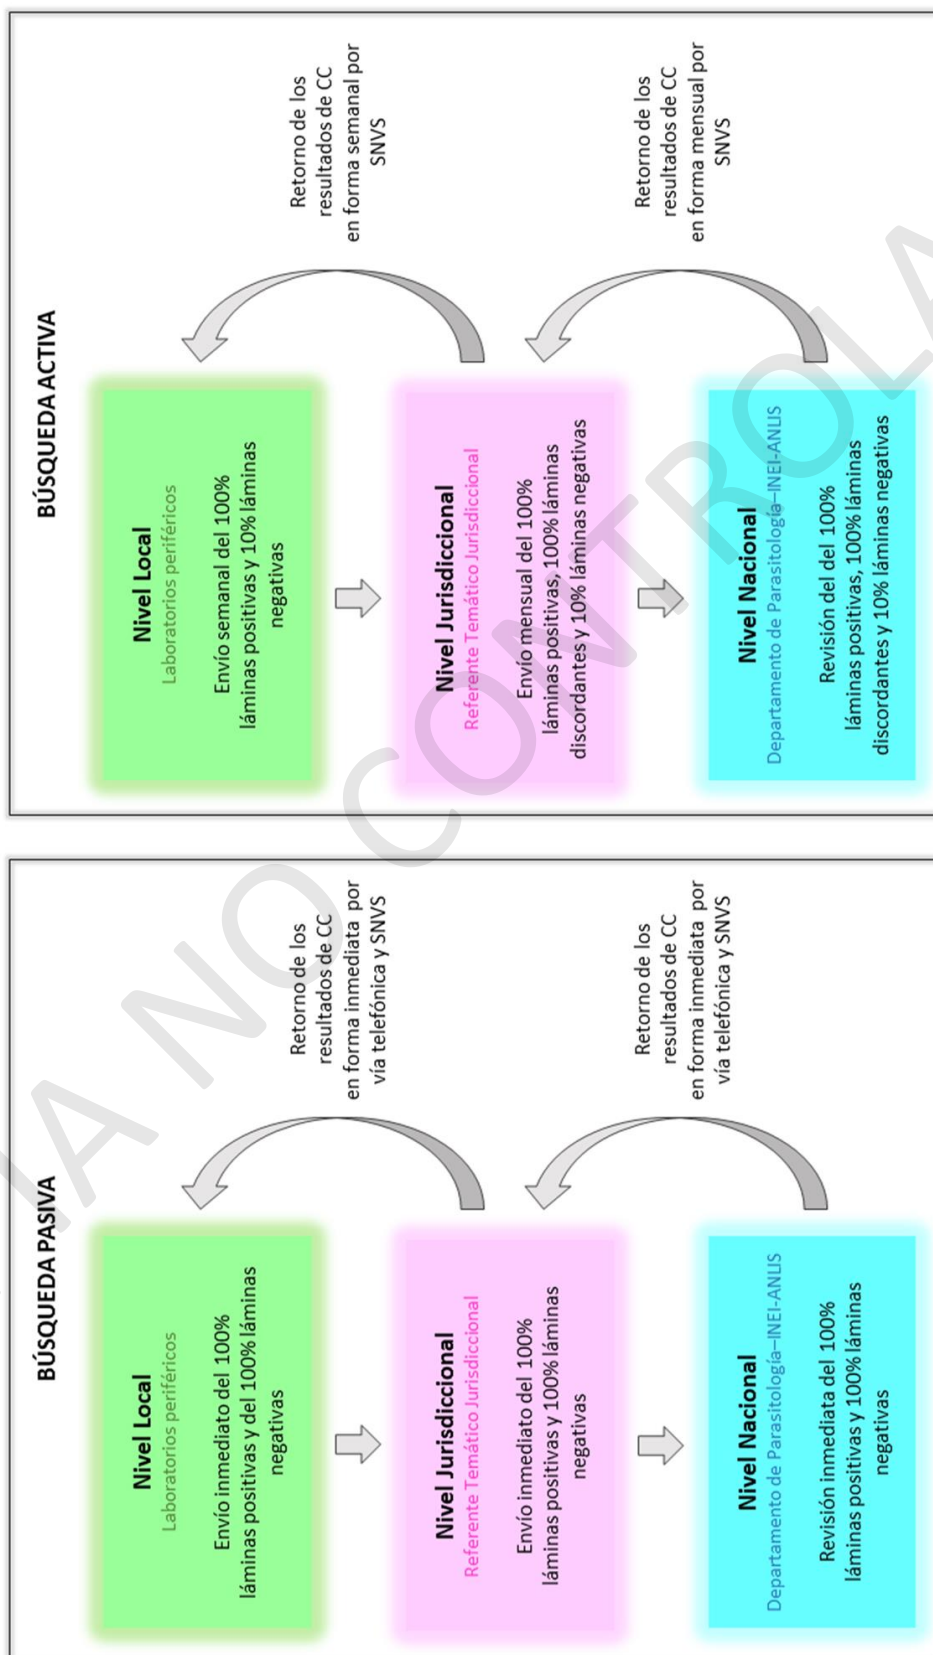 BÚSQUEDA PASIVA
Nivel Local
Laboratorios periféricos
Envío inmediato del 100%
láminas positivas y del 100% láminas
negativas
Retorno de los
resultados de CC
en forma inmediata por
vía telefónica y SNVS
Nivel Jurisdiccional
Referente Temático Jurisdiccional
Envío inmediato del 100%
láminas positivas y 100% láminas
negativas
Retorno de los
resultados de CC
en forma inmediata por
vía telefónica y SNVS
Nivel Nacional
Departamento de Parasitología–INEI-ANLIS
Revisión inmediata del 100%
láminas positivas y 100% láminas
negativas
BÚSQUEDA ACTIVA
Nivel Local
Laboratorios periféricos
Envío semanal del 100%
láminas positivas y 10% láminas
negativas
Retorno de los
resultados de CC
en forma semanal por
SNVS
Nivel Jurisdiccional
Referente Temático Jurisdiccional
Envío mensual del 100%
láminas positivas, 100% láminas
discordantes y 10% láminas negativas
Retorno de los
resultados de CC
en forma mensual por
SNVS
Nivel Nacional
Departamento de Parasitología–INEI-ANLIS
Revisión del del 100%
láminas positivas, 100% láminas
discordantes y 10% láminas negativas
IA NO CONTROLA